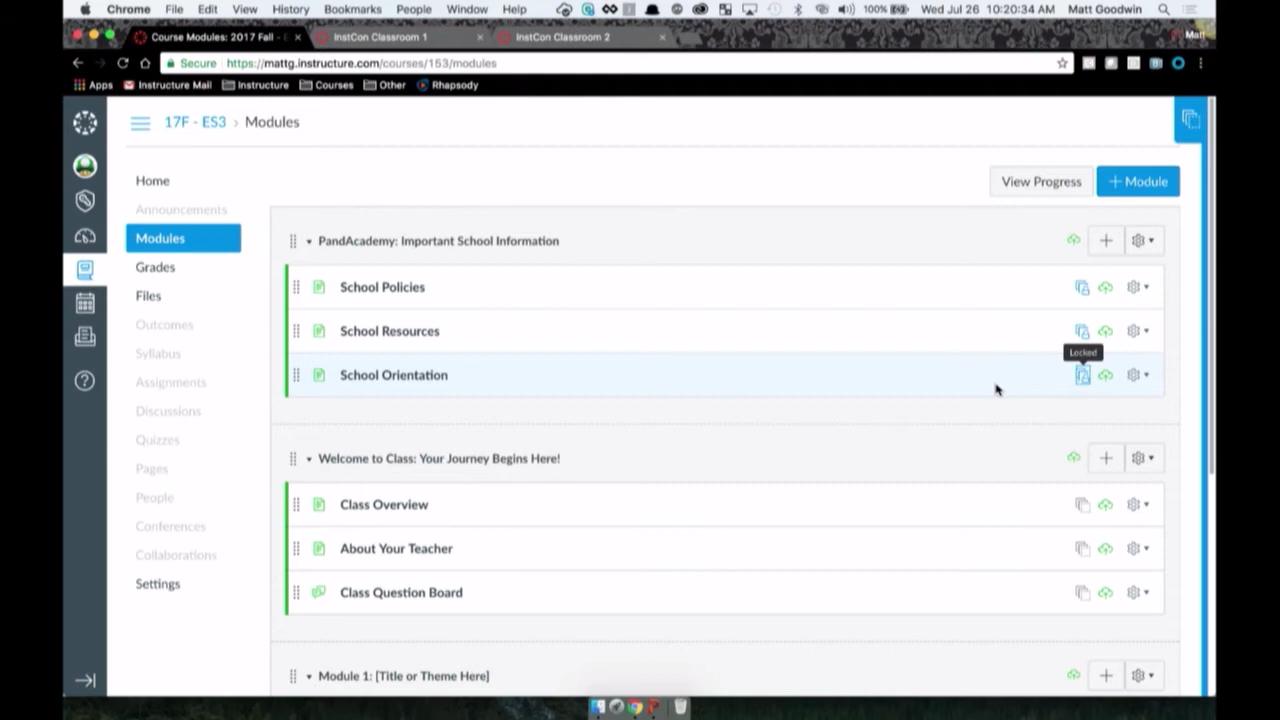 Chrome File Edit View History Bookmarks People Window Help 100% Wed Jul 26 10:20:34 AM Matt Goodwin
Course Modules: 2017 Fall - E InstCon Classroom 1 InstCon Classroom 2 Matt
Secure https://mattg.instructure.com/courses/153/modules
Apps Instructure Mail Instructure Courses Other Rhapsody
17F - ES3 › Modules
View Progress + Module
Home
Announcements
Modules
Grades
Files
Outcomes
Syllabus
Assignments
Discussions
Quizzes
Pages
People
Conferences
Collaborations
Settings
PandAcademy: Important School Information
School Policies
School Resources
Locked
School Orientation
Welcome to Class: Your Journey Begins Here!
Class Overview
About Your Teacher
Class Question Board
Module 1: [Title or Theme Here]